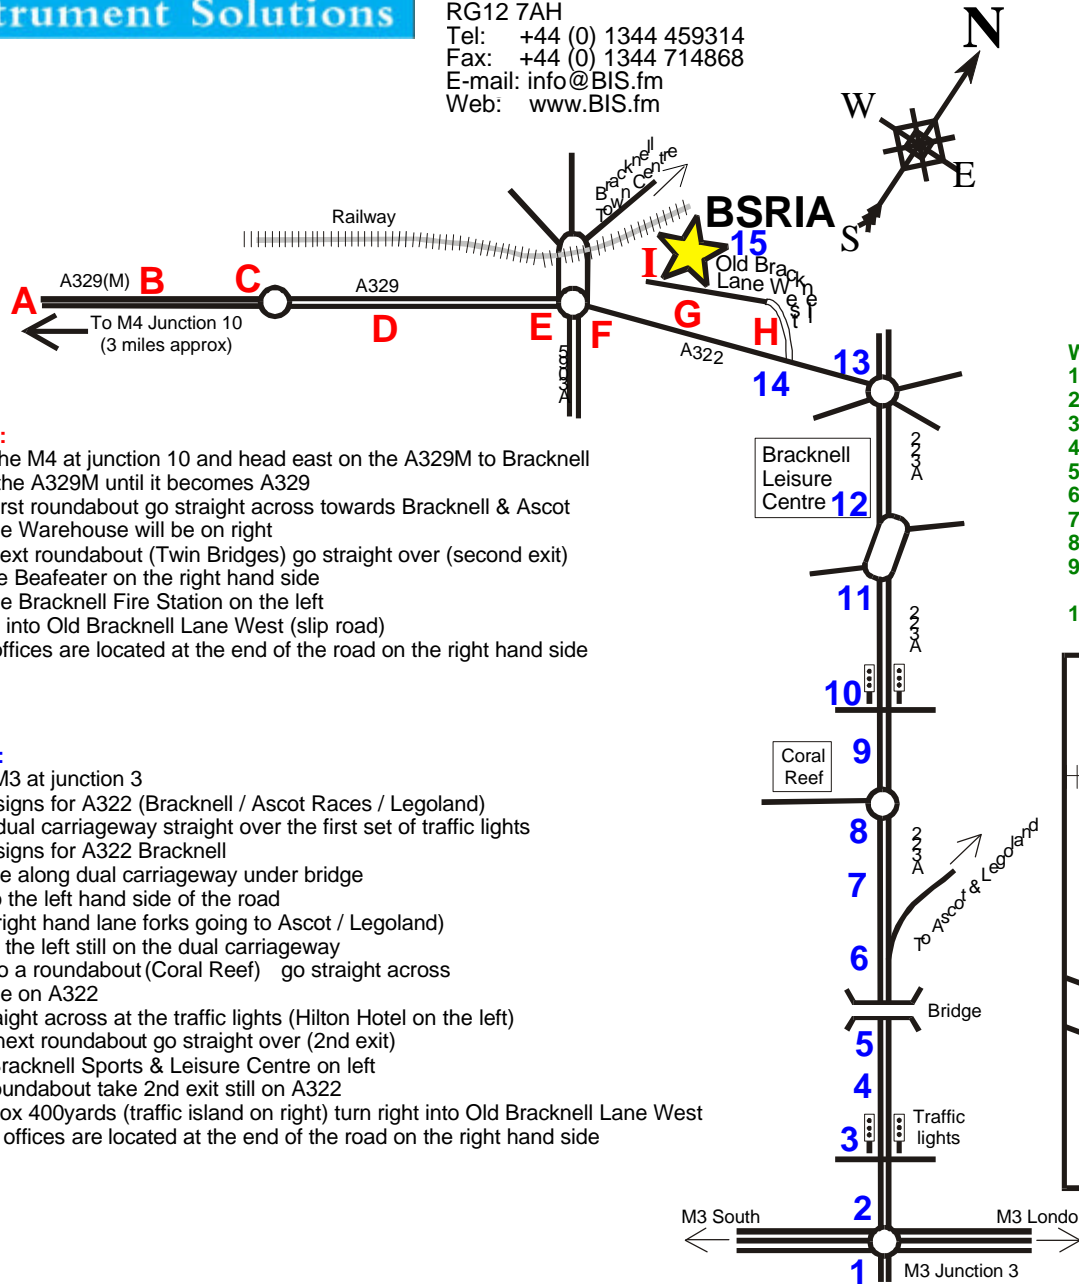 trument Solutions
RG12 7AH
Tel: +44 (0) 1344 459314
Fax: +44 (0) 1344 714868
E-mail: info@BIS.fm
Web: www.BIS.fm
N
W
E
S
Bracknell
Town Centre
Railway
BSRIA
15
I
Old Bracknell
Lane West
A329(M)
B
C
A329
A
D
E
F
G
H
To M4 Junction 10
(3 miles approx)
A322
13
14
A322
Bracknell
Leisure
Centre
12
11
A322
10
Coral
Reef
9
8
A322
7
To Ascot & Legoland
6
Bridge
5
4
3
Traffic
lights
2
M3 South
M3 Londo
1
M3 Junction 3
:
he M4 at junction 10 and head east on the A329M to Bracknell
the A329M until it becomes A329
irst roundabout go straight across towards Bracknell & Ascot
e Warehouse will be on right
ext roundabout (Twin Bridges) go straight over (second exit)
e Beafeater on the right hand side
e Bracknell Fire Station on the left
into Old Bracknell Lane West (slip road)
offices are located at the end of the road on the right hand side
:
M3 at junction 3
signs for A322 (Bracknell / Ascot Races / Legoland)
dual carriageway straight over the first set of traffic lights
signs for A322 Bracknell
e along dual carriageway under bridge
o the left hand side of the road
right hand lane forks going to Ascot / Legoland)
the left still on the dual carriageway
o a roundabout (Coral Reef) go straight across
e on A322
aight across at the traffic lights (Hilton Hotel on the left)
next roundabout go straight over (2nd exit)
Bracknell Sports & Leisure Centre on left
oundabout take 2nd exit still on A322
ox 400yards (traffic island on right) turn right into Old Bracknell Lane West
offices are located at the end of the road on the right hand side
W
1
2
3
4
5
6
7
8
9
1